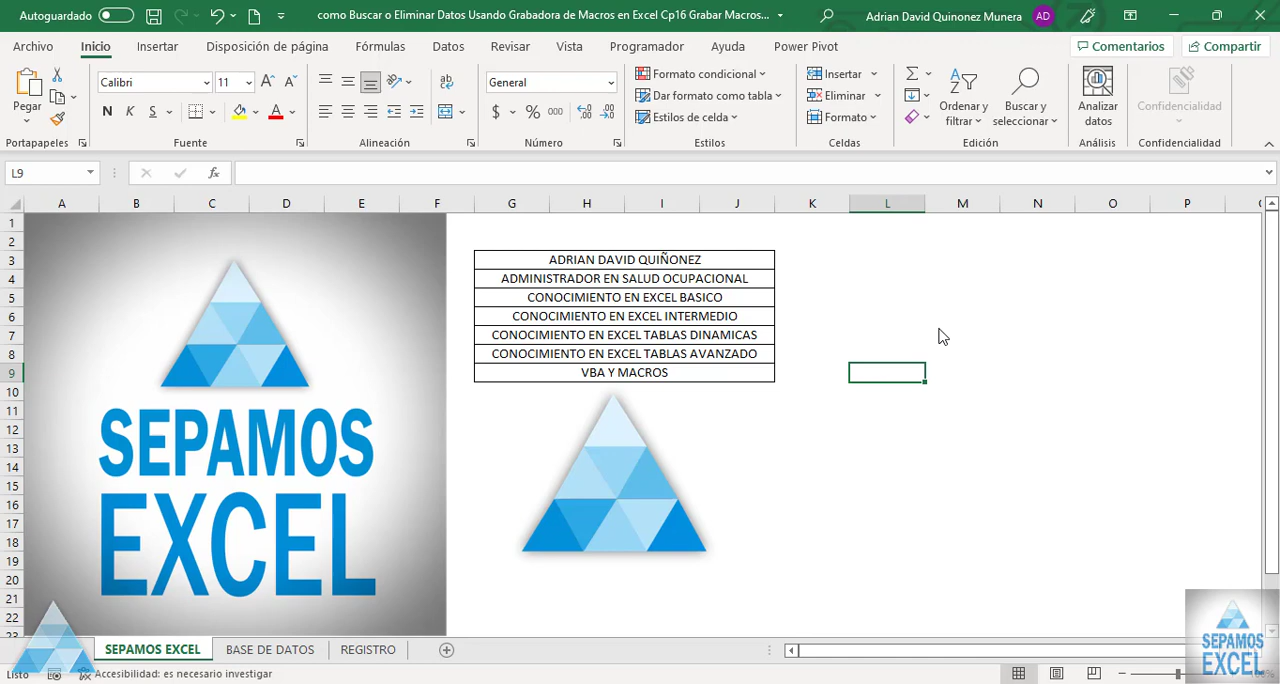 Autoguardado
como Buscar o Eliminar Datos Usando Grabadora de Macros en Excel Cp16 Grabar Macros...
Adrian David Quinonez Munera
AD
Archivo Inicio Insertar Disposición de página Fórmulas Datos Revisar Vista Programador Ayuda Power Pivot
Comentarios Compartir
Pegar
Calibri 11
N K S
A A
ab
General
$ % 000
Formato condicional
Dar formato como tabla
Estilos de celda
Insertar
Eliminar
Formato
Ordenar y filtrar
Buscar y seleccionar
Analizar datos
Confidencialidad
Portapapeles Fuente Alineación Número Estilos Celdas Edición Análisis Confidencialidad
L9
fx
A B C D E F G H I J K L M N O P
1
2
3 ADRIAN DAVID QUIÑONEZ
4 ADMINISTRADOR EN SALUD OCUPACIONAL
5 CONOCIMIENTO EN EXCEL BASICO
6 CONOCIMIENTO EN EXCEL INTERMEDIO
7 CONOCIMIENTO EN EXCEL TABLAS DINAMICAS
8 CONOCIMIENTO EN EXCEL TABLAS AVANZADO
9 VBA Y MACROS
10
11
12
13
14
15
16
17
18
19
20
21
22
23
SEPAMOS
EXCEL
SEPAMOS
EXCEL
SEPAMOS EXCEL BASE DE DATOS REGISTRO
Listo
Accesibilidad: es necesario investigar